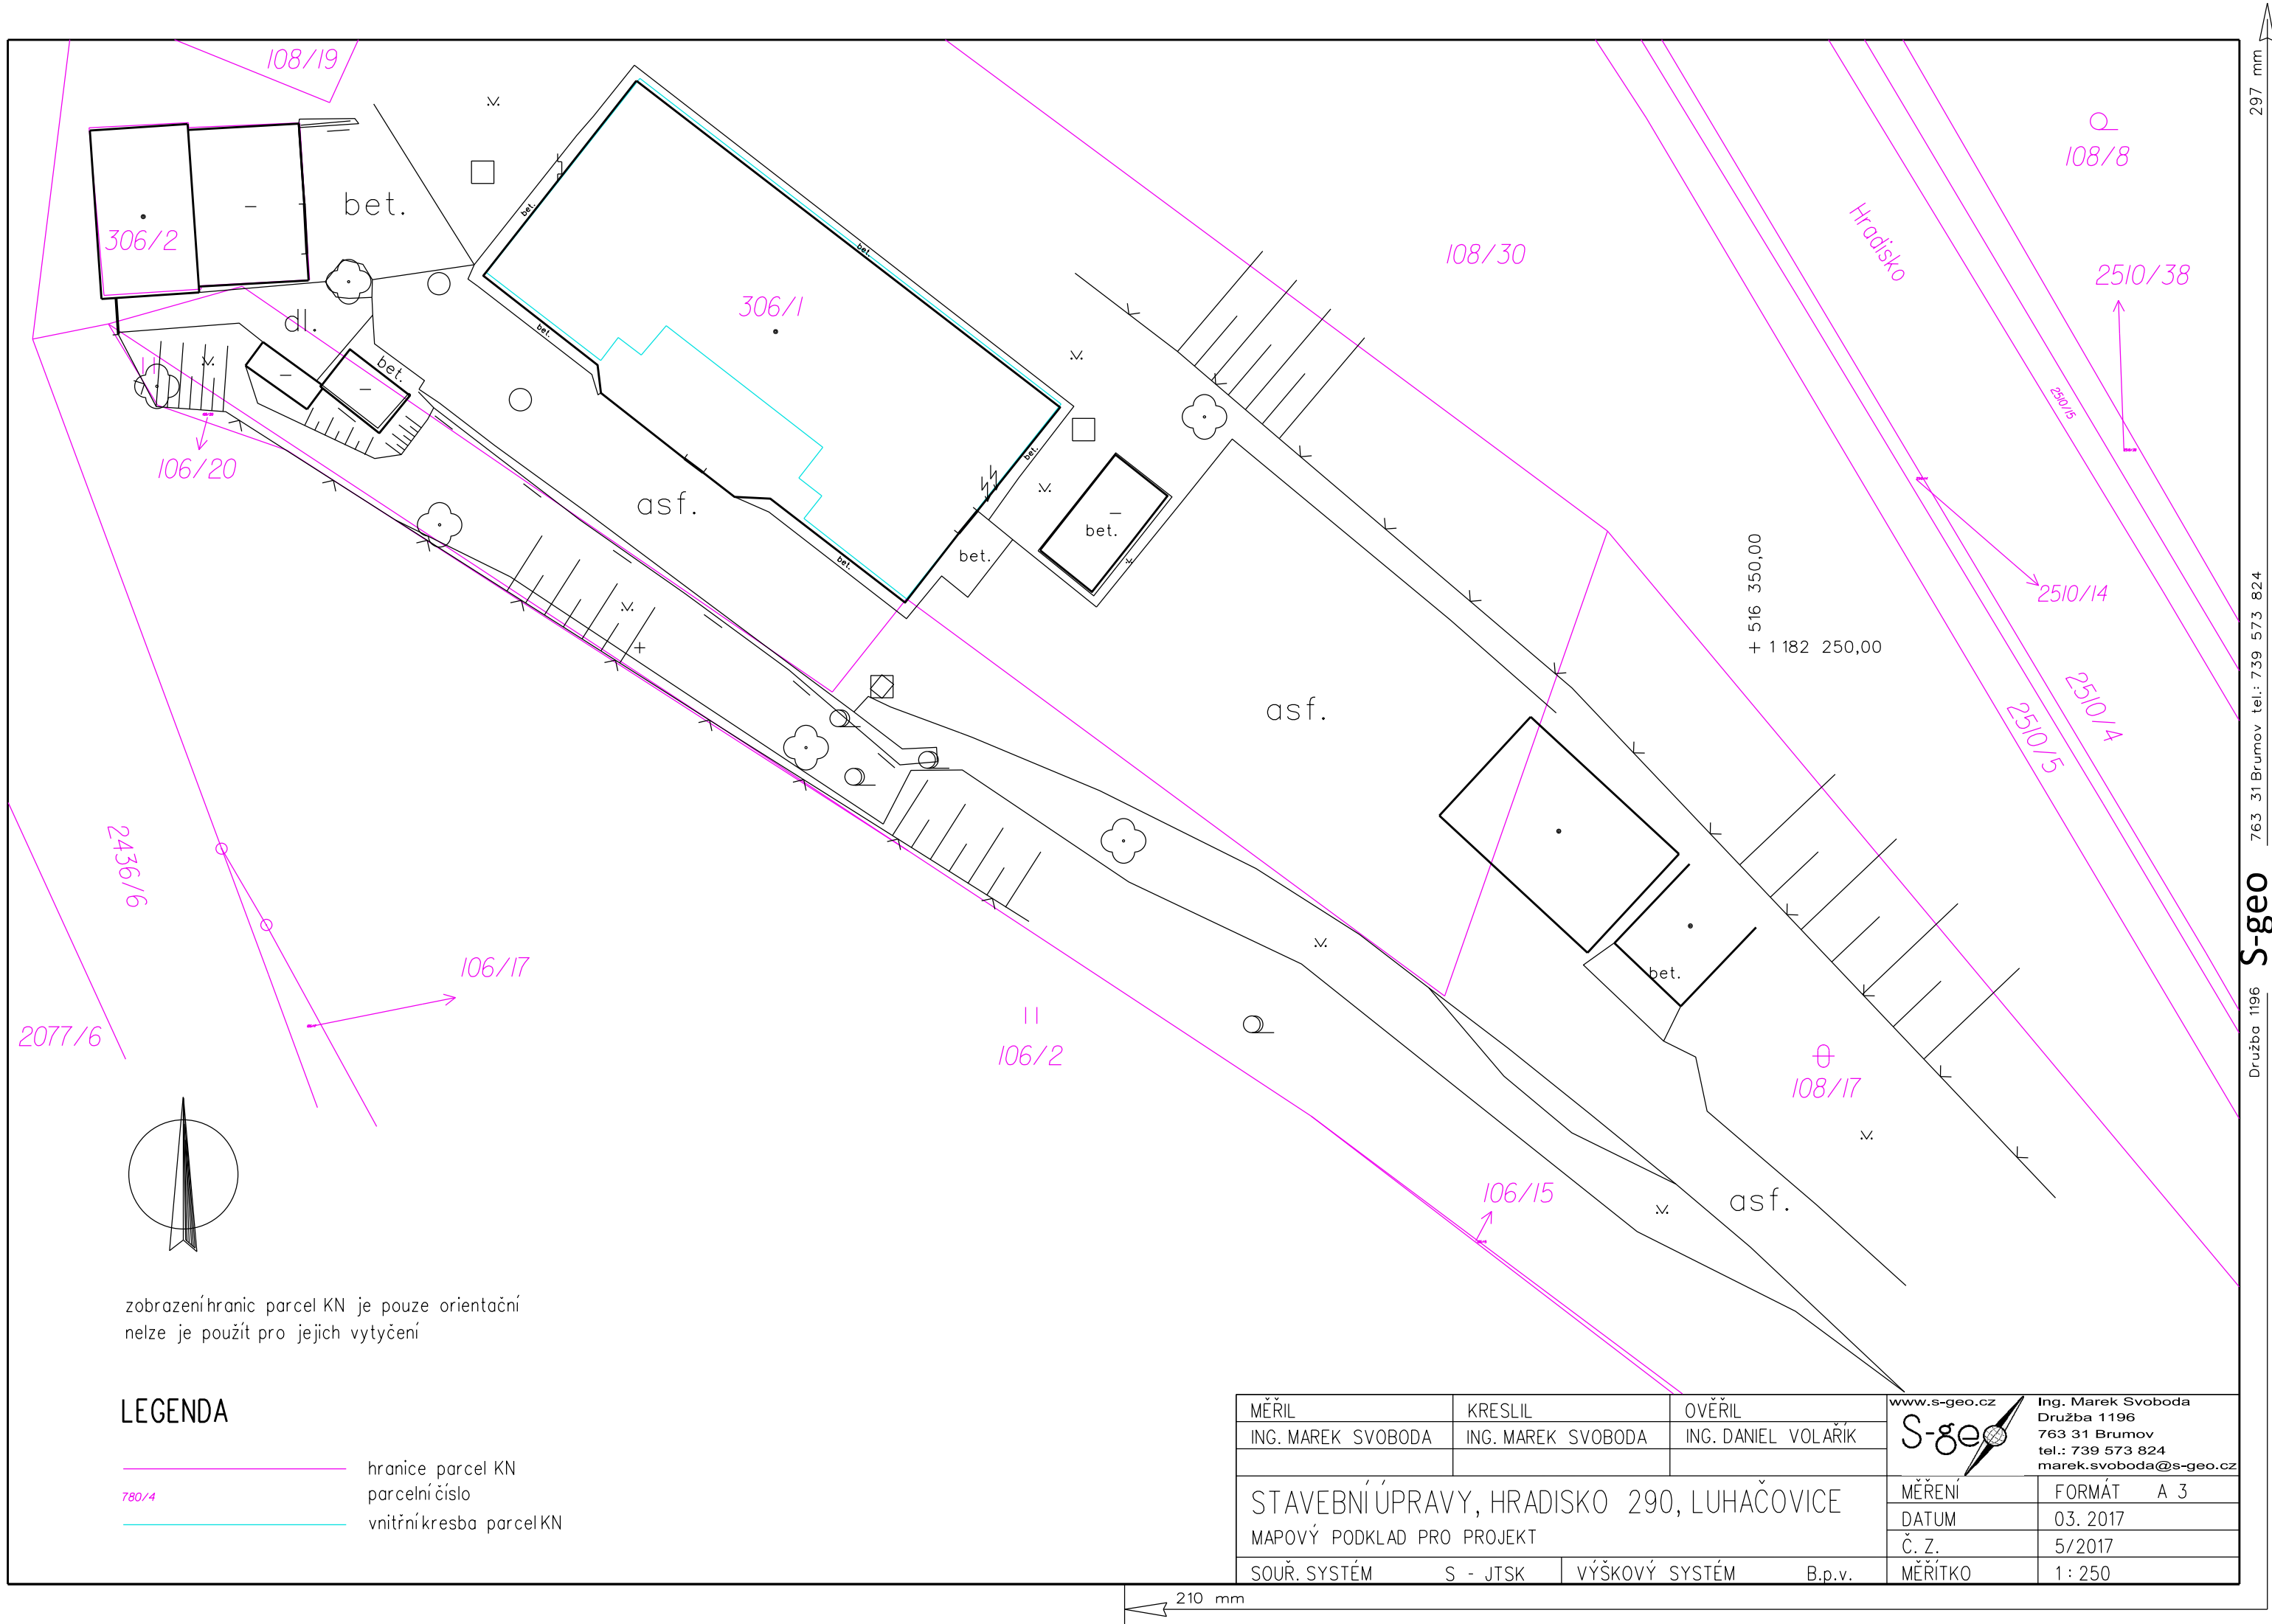 108/19
297 mm
108/8
bet.
306/2
bet.
bet.
Hradisko
108/30
2510/38
306/1
dl.
bet.
bet.
2510/15
bet.
106/20
asf.
bet.
bet.
bet.
bet.
+ 516 350,00
+ 1 182 250,00
2510/14
asf.
2510/4
2510/5
2436/6
106/17
bet.
2077/6
106/2
108/17
106/15
asf.
Družba 1196 S-geo 763 31 Brumov tel.: 739 573 824
zobrazení hranic parcel KN je pouze orientační
nelze je použít pro jejich vytyčení
LEGENDA
hranice parcel KN
780/4 parcelní číslo
vnitřní kresba parcel KN
MĚŘIL KRESLIL OVĚŘIL
ING. MAREK SVOBODA ING. MAREK SVOBODA ING. DANIEL VOLAŘÍK
www.s-geo.cz
S-geo
Ing. Marek Svoboda
Družba 1196
763 31 Brumov
tel.: 739 573 824
marek.svoboda@s-geo.cz
STAVEBNÍ ÚPRAVY, HRADISKO 290, LUHAČOVICE
MAPOVÝ PODKLAD PRO PROJEKT
MĚŘENÍ FORMÁT A 3
DATUM 03. 2017
Č. Z. 5/2017
SOUŘ. SYSTÉM S - JTSK VÝŠKOVÝ SYSTÉM B.p.v. MĚŘÍTKO 1 : 250
210 mm